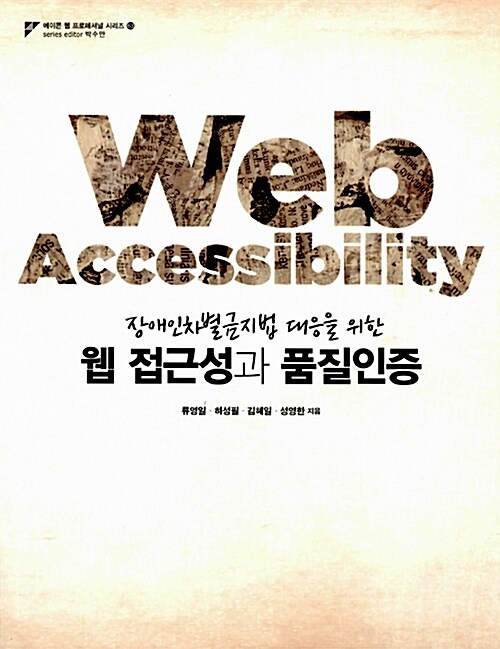 에이콘 웹 프로페셔널 시리즈
series editor 박수만
Web
Accessibility
장애인차별금지법 대응을 위한
웹 접근성과 품질인증
류영일 · 하성필 · 김혜일 · 성영한 지음